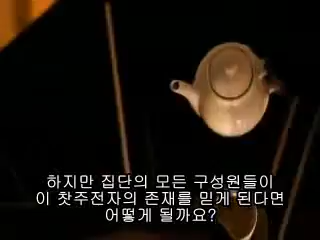 하지만 집단의 모든 구성원들이
이 찻주전자의 존재를 믿게 된다면
어떻게 될까요?